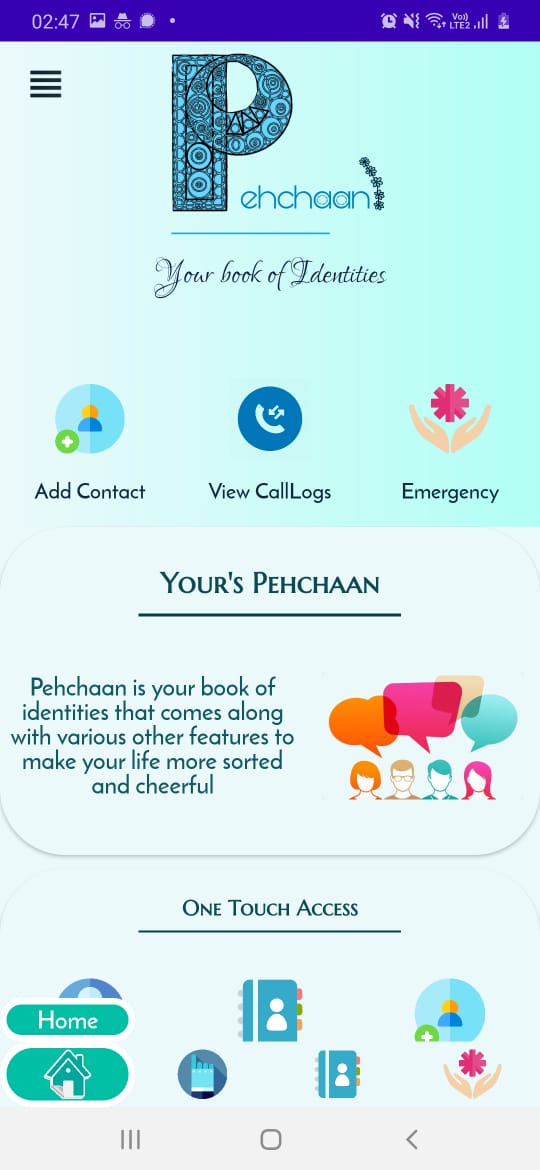 02:47
Vo))
LTE2
Pehchaan
Your book of Identities
Add Contact
View CallLogs
Emergency
Your's Pehchaan
Pehchaan is your book of
identities that comes along
with various other features to
make your life more sorted
and cheerful
One Touch Access
Home